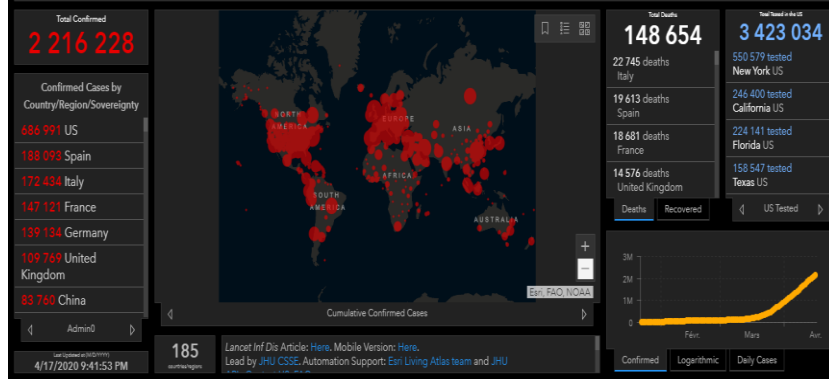 Total Confirmed
2 216 228
Confirmed Cases by
Country/Region/Sovereignty
686 991 US
188 093 Spain
172 434 Italy
147 121 France
139 134 Germany
109 769 United
Kingdom
83 760 China
Admin0
Last Updated at (M/D/YYYY)
4/17/2020 9:41:53 PM
NORTH
AMERICA
SOUTH
AMERICA
EUROPE
AFRICA
ASIA
AUSTRALIA
+
−
Esri, FAO, NOAA
Cumulative Confirmed Cases
185
countries/regions
Lancet Inf Dis Article: Here. Mobile Version: Here.
Lead by JHU CSSE. Automation Support: Esri Living Atlas team and JHU
Total Deaths
148 654
22 745 deaths
Italy
19 613 deaths
Spain
18 681 deaths
France
14 576 deaths
United Kingdom
Deaths
Recovered
Total Tested in the US
3 423 034
550 579 tested
New York US
246 400 tested
California US
224 141 tested
Florida US
158 547 tested
Texas US
US Tested
3M
2M
1M
0
Févr.
Mars
Avr.
Confirmed
Logarithmic
Daily Cases